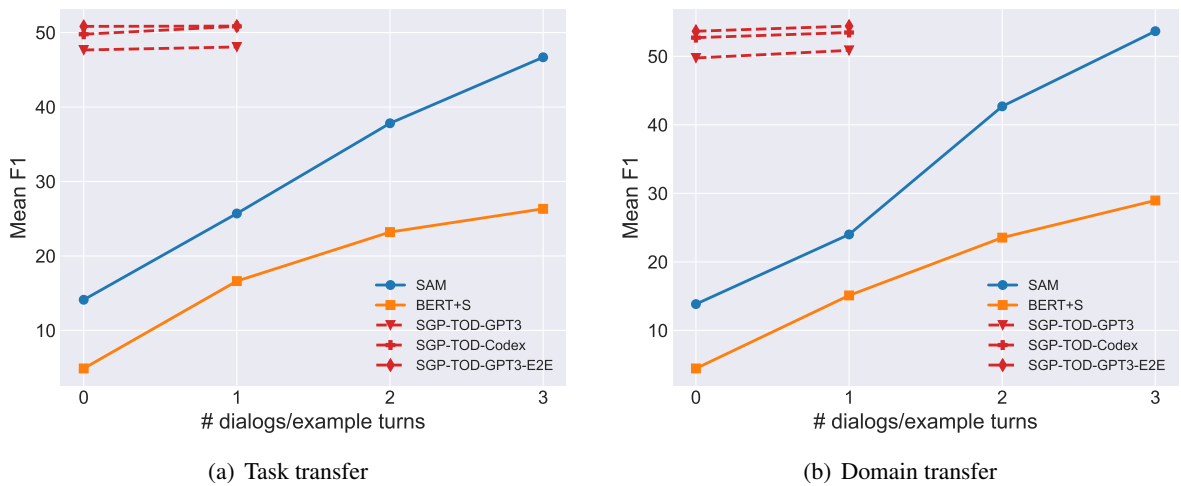 50
40
30
20
10
Mean F1
SAM
BERT+S
SGP-TOD-GPT3
SGP-TOD-Codex
SGP-TOD-GPT3-E2E
0 1 2 3
# dialogs/example turns
(a) Task transfer
50
40
30
20
10
Mean F1
SAM
BERT+S
SGP-TOD-GPT3
SGP-TOD-Codex
SGP-TOD-GPT3-E2E
0 1 2 3
# dialogs/example turns
(b) Domain transfer